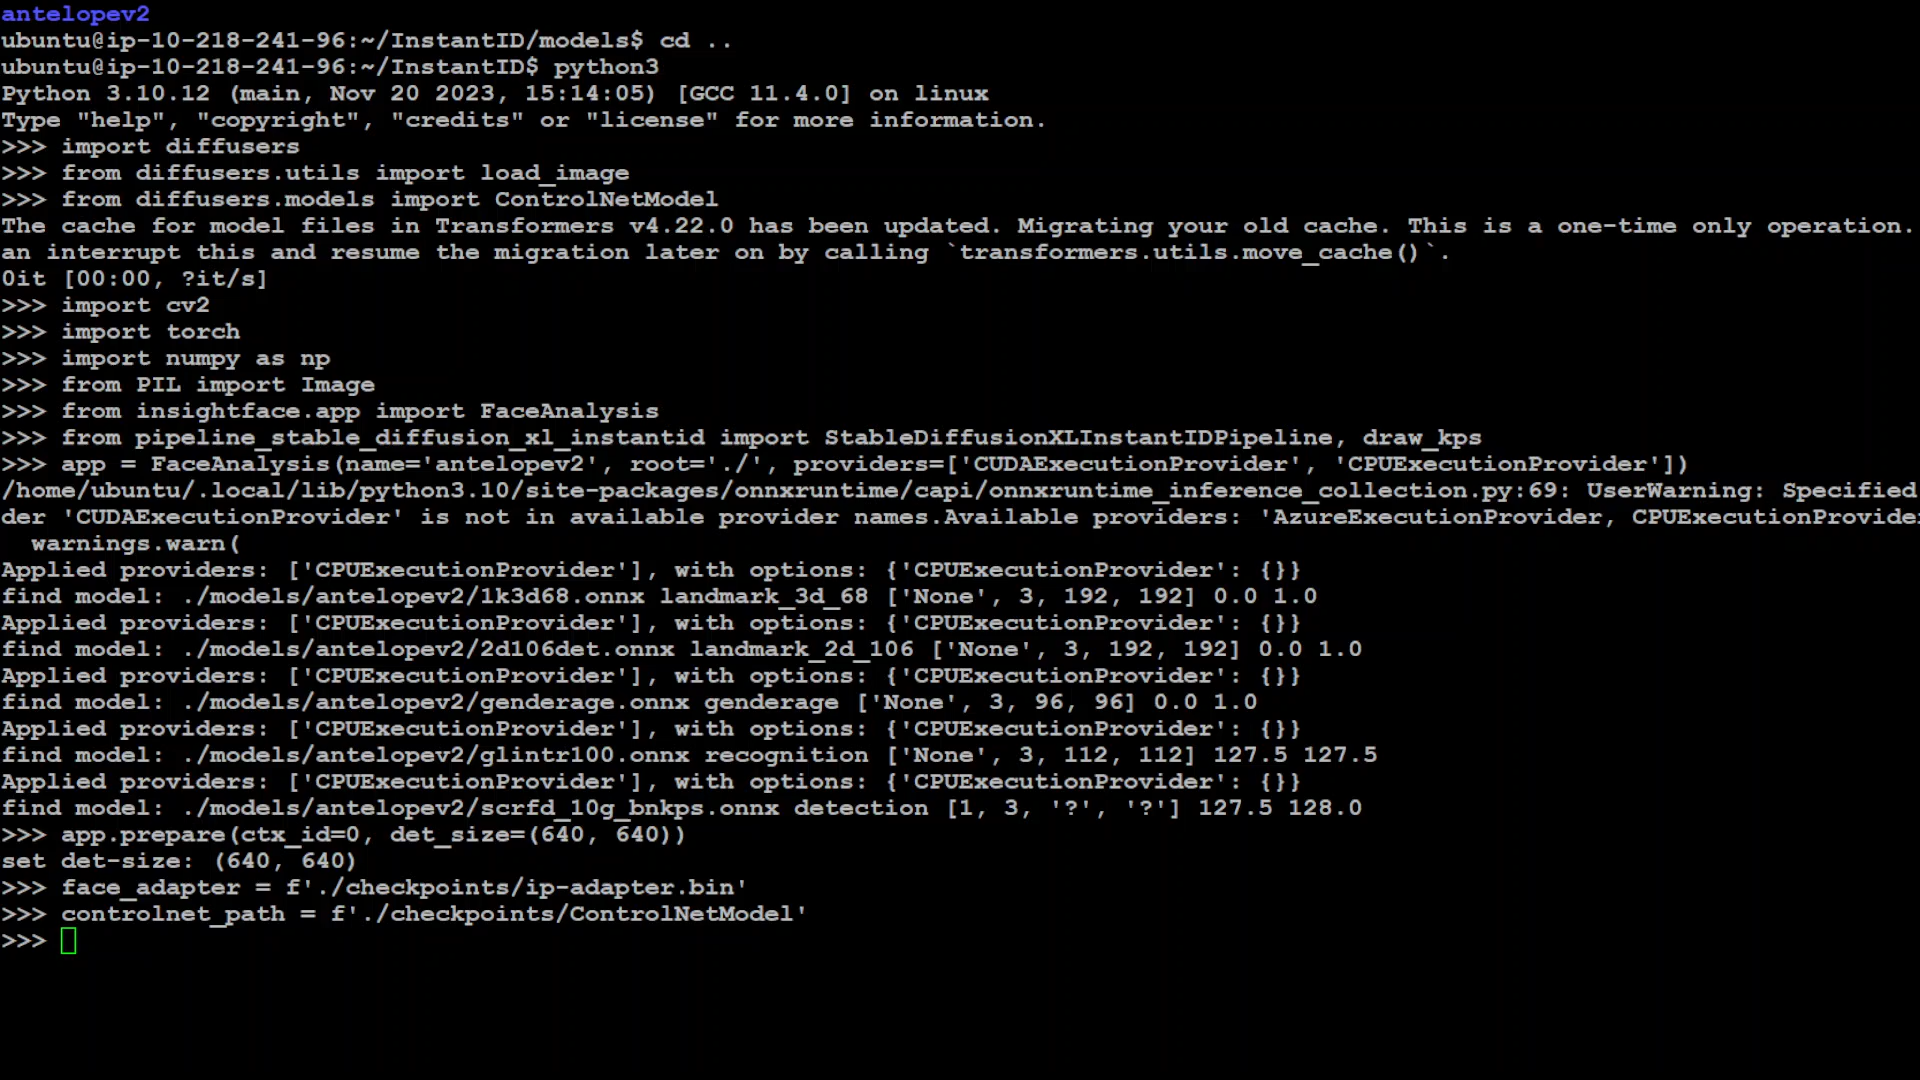 antelopev2
ubuntu@ip-10-218-241-96:~/InstantID/models$ cd ..
ubuntu@ip-10-218-241-96:~/InstantID$ python3
Python 3.10.12 (main, Nov 20 2023, 15:14:05) [GCC 11.4.0] on linux
Type "help", "copyright", "credits" or "license" for more information.
>>> import diffusers
>>> from diffusers.utils import load_image
>>> from diffusers.models import ControlNetModel
The cache for model files in Transformers v4.22.0 has been updated. Migrating your old cache. This is a one-time only operation.
an interrupt this and resume the migration later on by calling `transformers.utils.move_cache()`.
0it [00:00, ?it/s]
>>> import cv2
>>> import torch
>>> import numpy as np
>>> from PIL import Image
>>> from insightface.app import FaceAnalysis
>>> from pipeline_stable_diffusion_xl_instantid import StableDiffusionXLInstantIDPipeline, draw_kps
>>> app = FaceAnalysis(name='antelopev2', root='./', providers=['CUDAExecutionProvider', 'CPUExecutionProvider'])
/home/ubuntu/.local/lib/python3.10/site-packages/onnxruntime/capi/onnxruntime_inference_collection.py:69: UserWarning: Specified
der 'CUDAExecutionProvider' is not in available provider names.Available providers: 'AzureExecutionProvider, CPUExecutionProvider
  warnings.warn(
Applied providers: ['CPUExecutionProvider'], with options: {'CPUExecutionProvider': {}}
find model: ./models/antelopev2/1k3d68.onnx landmark_3d_68 ['None', 3, 192, 192] 0.0 1.0
Applied providers: ['CPUExecutionProvider'], with options: {'CPUExecutionProvider': {}}
find model: ./models/antelopev2/2d106det.onnx landmark_2d_106 ['None', 3, 192, 192] 0.0 1.0
Applied providers: ['CPUExecutionProvider'], with options: {'CPUExecutionProvider': {}}
find model: ./models/antelopev2/genderage.onnx genderage ['None', 3, 96, 96] 0.0 1.0
Applied providers: ['CPUExecutionProvider'], with options: {'CPUExecutionProvider': {}}
find model: ./models/antelopev2/glintr100.onnx recognition ['None', 3, 112, 112] 127.5 127.5
Applied providers: ['CPUExecutionProvider'], with options: {'CPUExecutionProvider': {}}
find model: ./models/antelopev2/scrfd_10g_bnkps.onnx detection [1, 3, '?', '?'] 127.5 128.0
>>> app.prepare(ctx_id=0, det_size=(640, 640))
set det-size: (640, 640)
>>> face_adapter = f'./checkpoints/ip-adapter.bin'
>>> controlnet_path = f'./checkpoints/ControlNetModel'
>>>